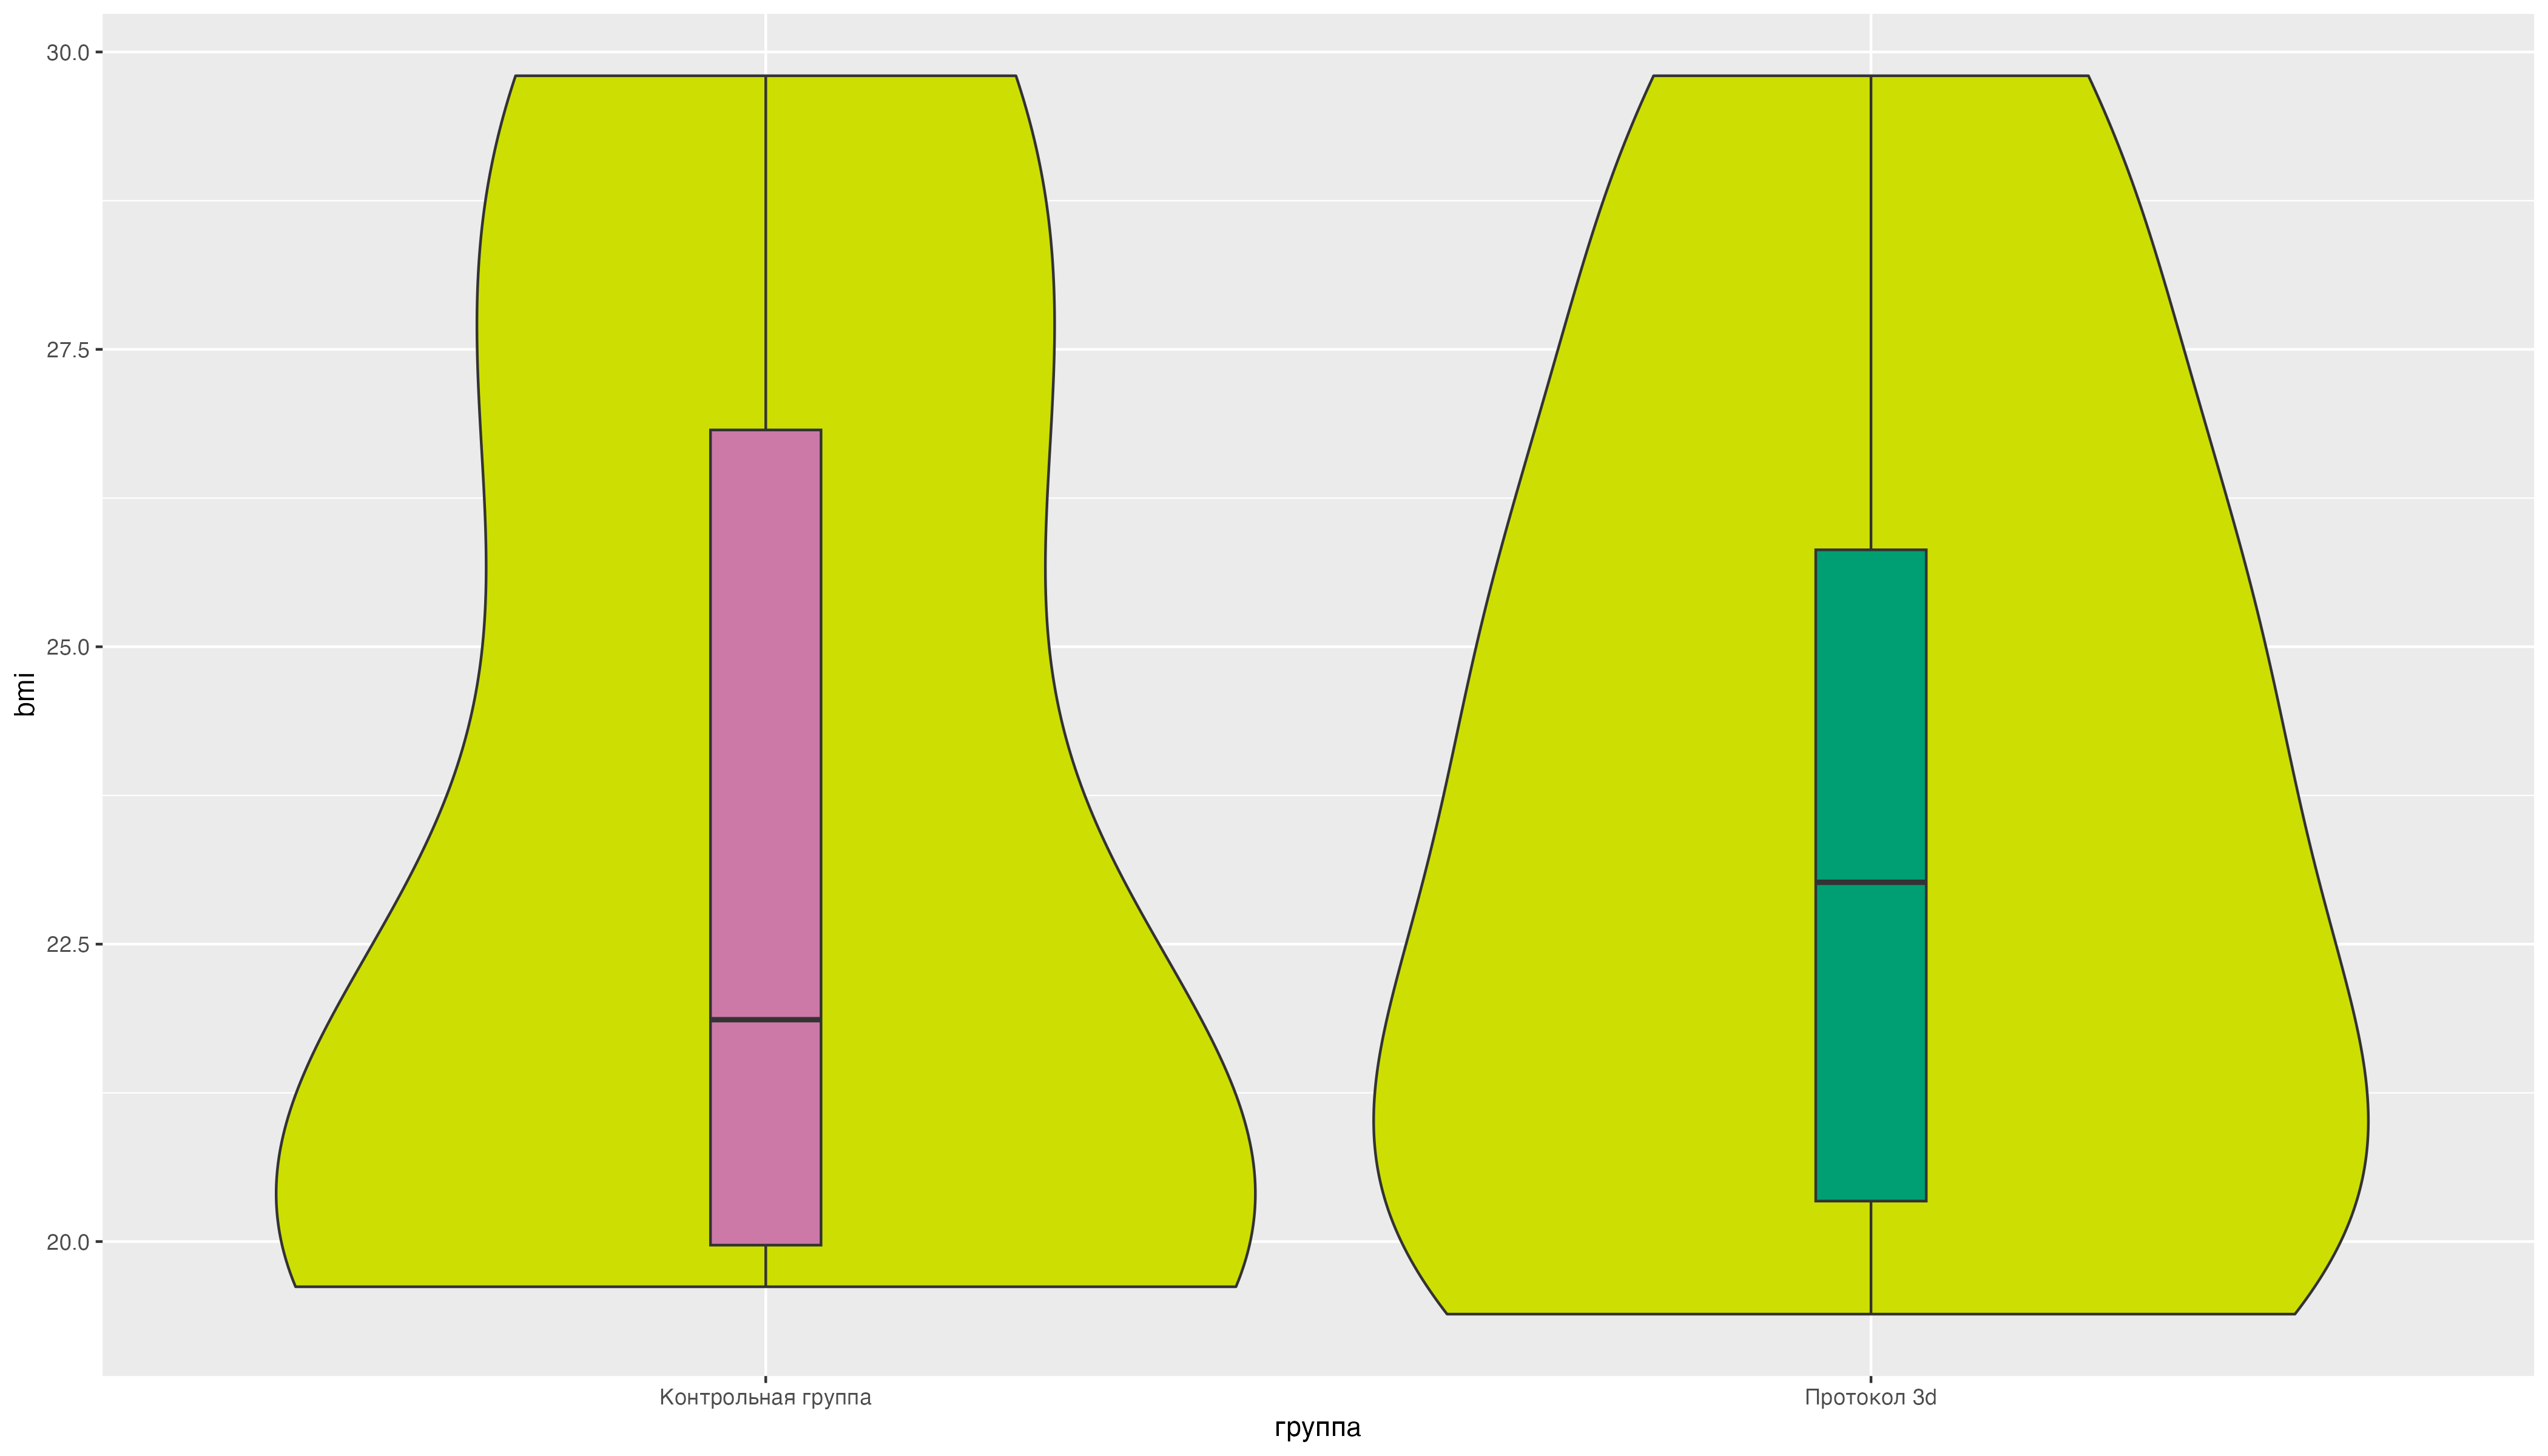 30.0
27.5
25.0
22.5
20.0
bmi
Контрольная группа
Протокол 3d
группа